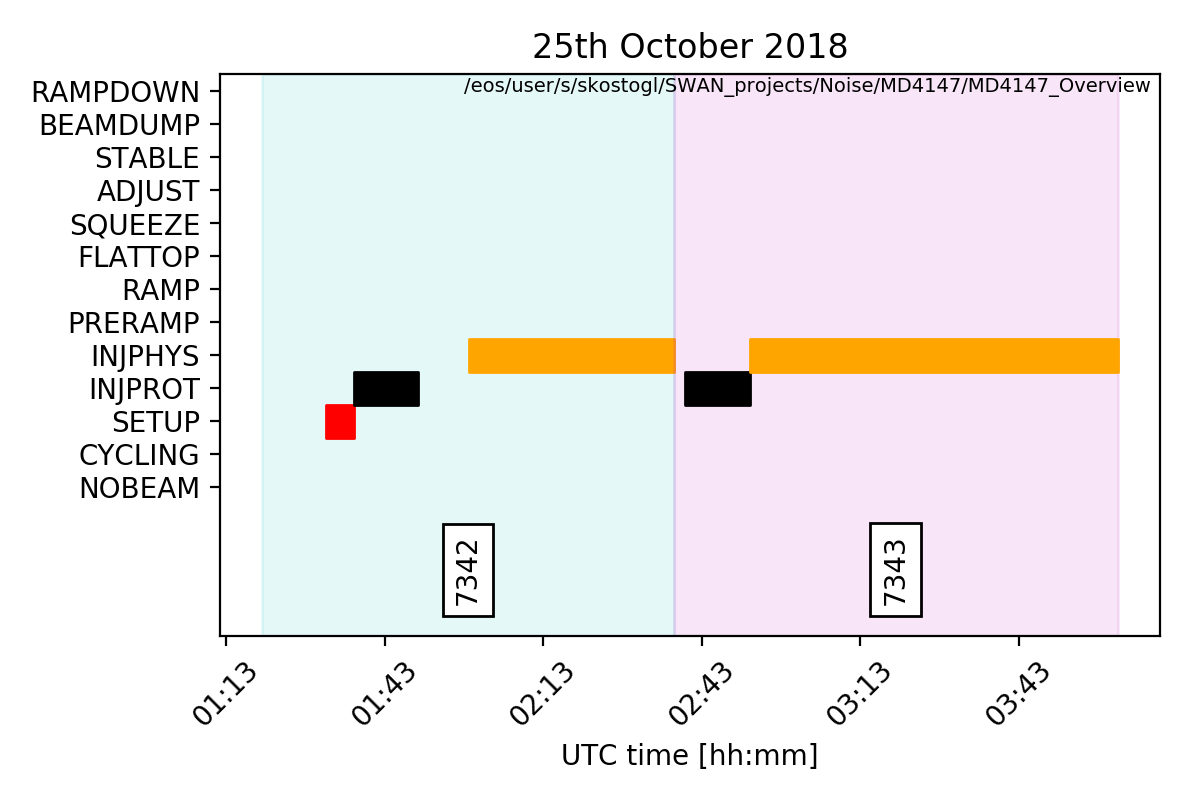 25th October 2018
/eos/user/s/skostogl/SWAN_projects/Noise/MD4147/MD4147_Overview
RAMPDOWN
BEAMDUMP
STABLE
ADJUST
SQUEEZE
FLATTOP
RAMP
PRERAMP
INJPHYS
INJPROT
SETUP
CYCLING
NOBEAM
7342
7343
01:13
01:43
02:13
02:43
03:13
03:43
UTC time [hh:mm]